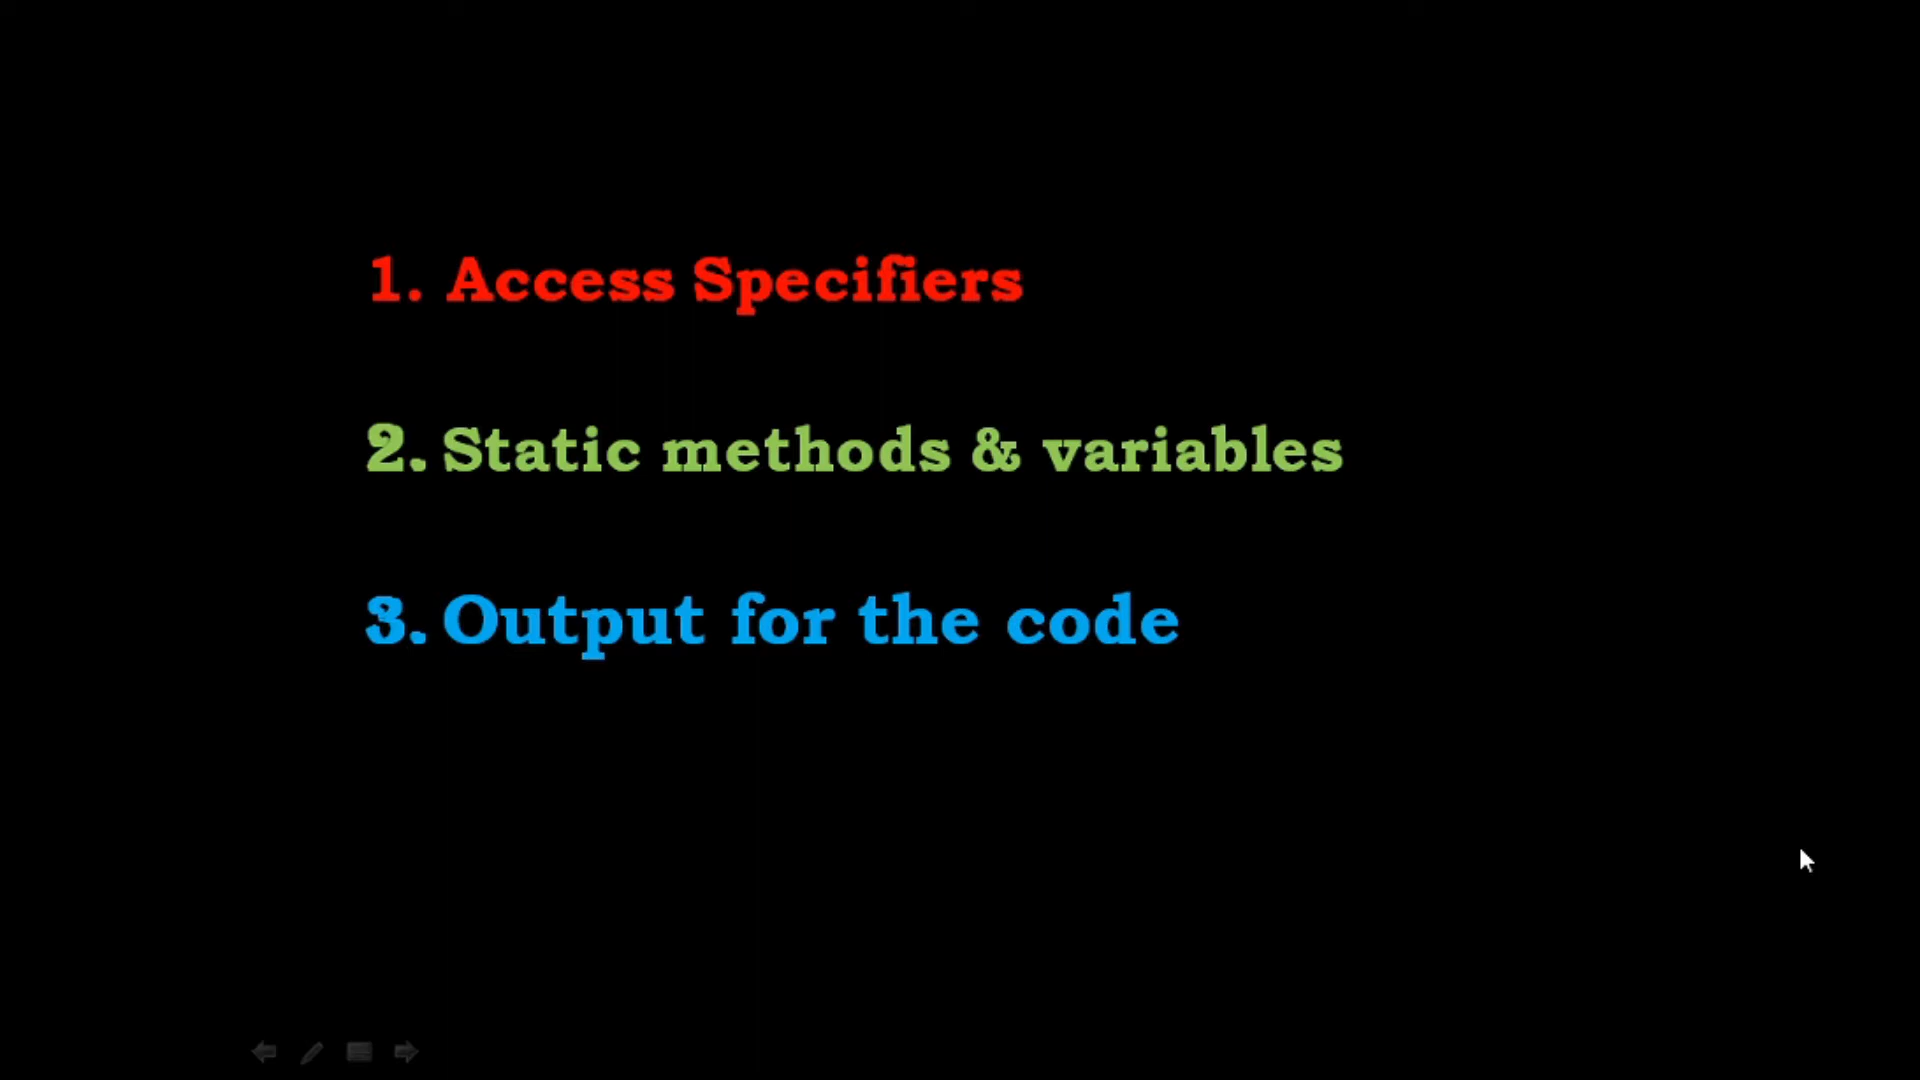 1. Access Specifiers
2. Static methods & variables
3. Output for the code